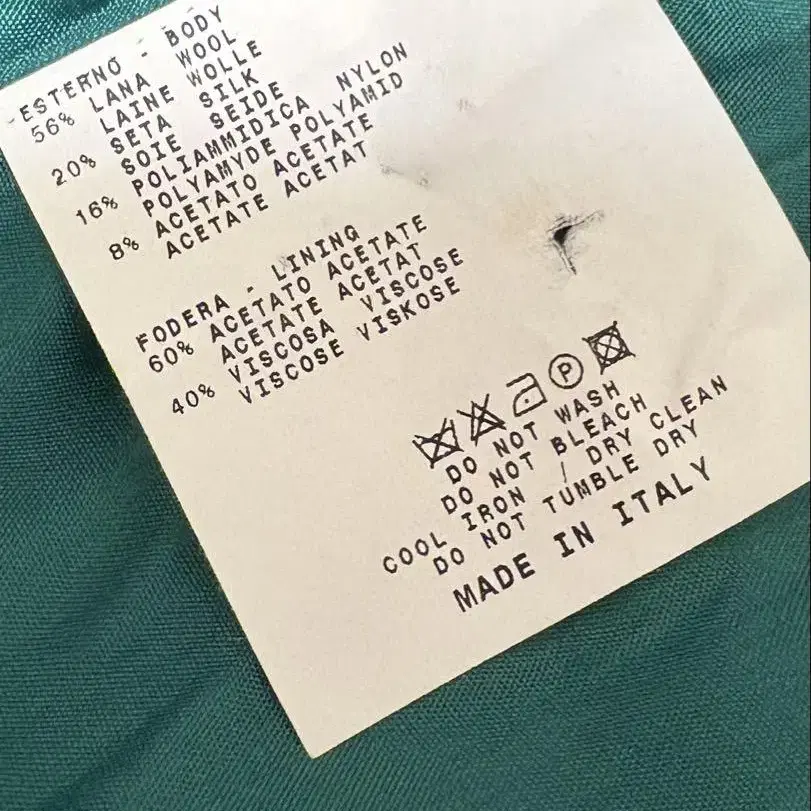 ESTERNO - BODY
56% LANA WOOL
LAINE WOLLE
20% SETA SILK
SOIE SEIDE
16% POLIAMMIDICA NYLON
POLYAMYDE POLYAMID
8% ACETATO ACETATE
ACETATE ACETAT
FODERA - LINING
60% ACETATO ACETATE
ACETATE ACETAT
40% VISCOSA VISCOSE
VISCOSE VISKOSE
P
DO NOT WASH
DO NOT BLEACH
COOL IRON / DRY CLEAN
DO NOT TUMBLE DRY
MADE IN ITALY